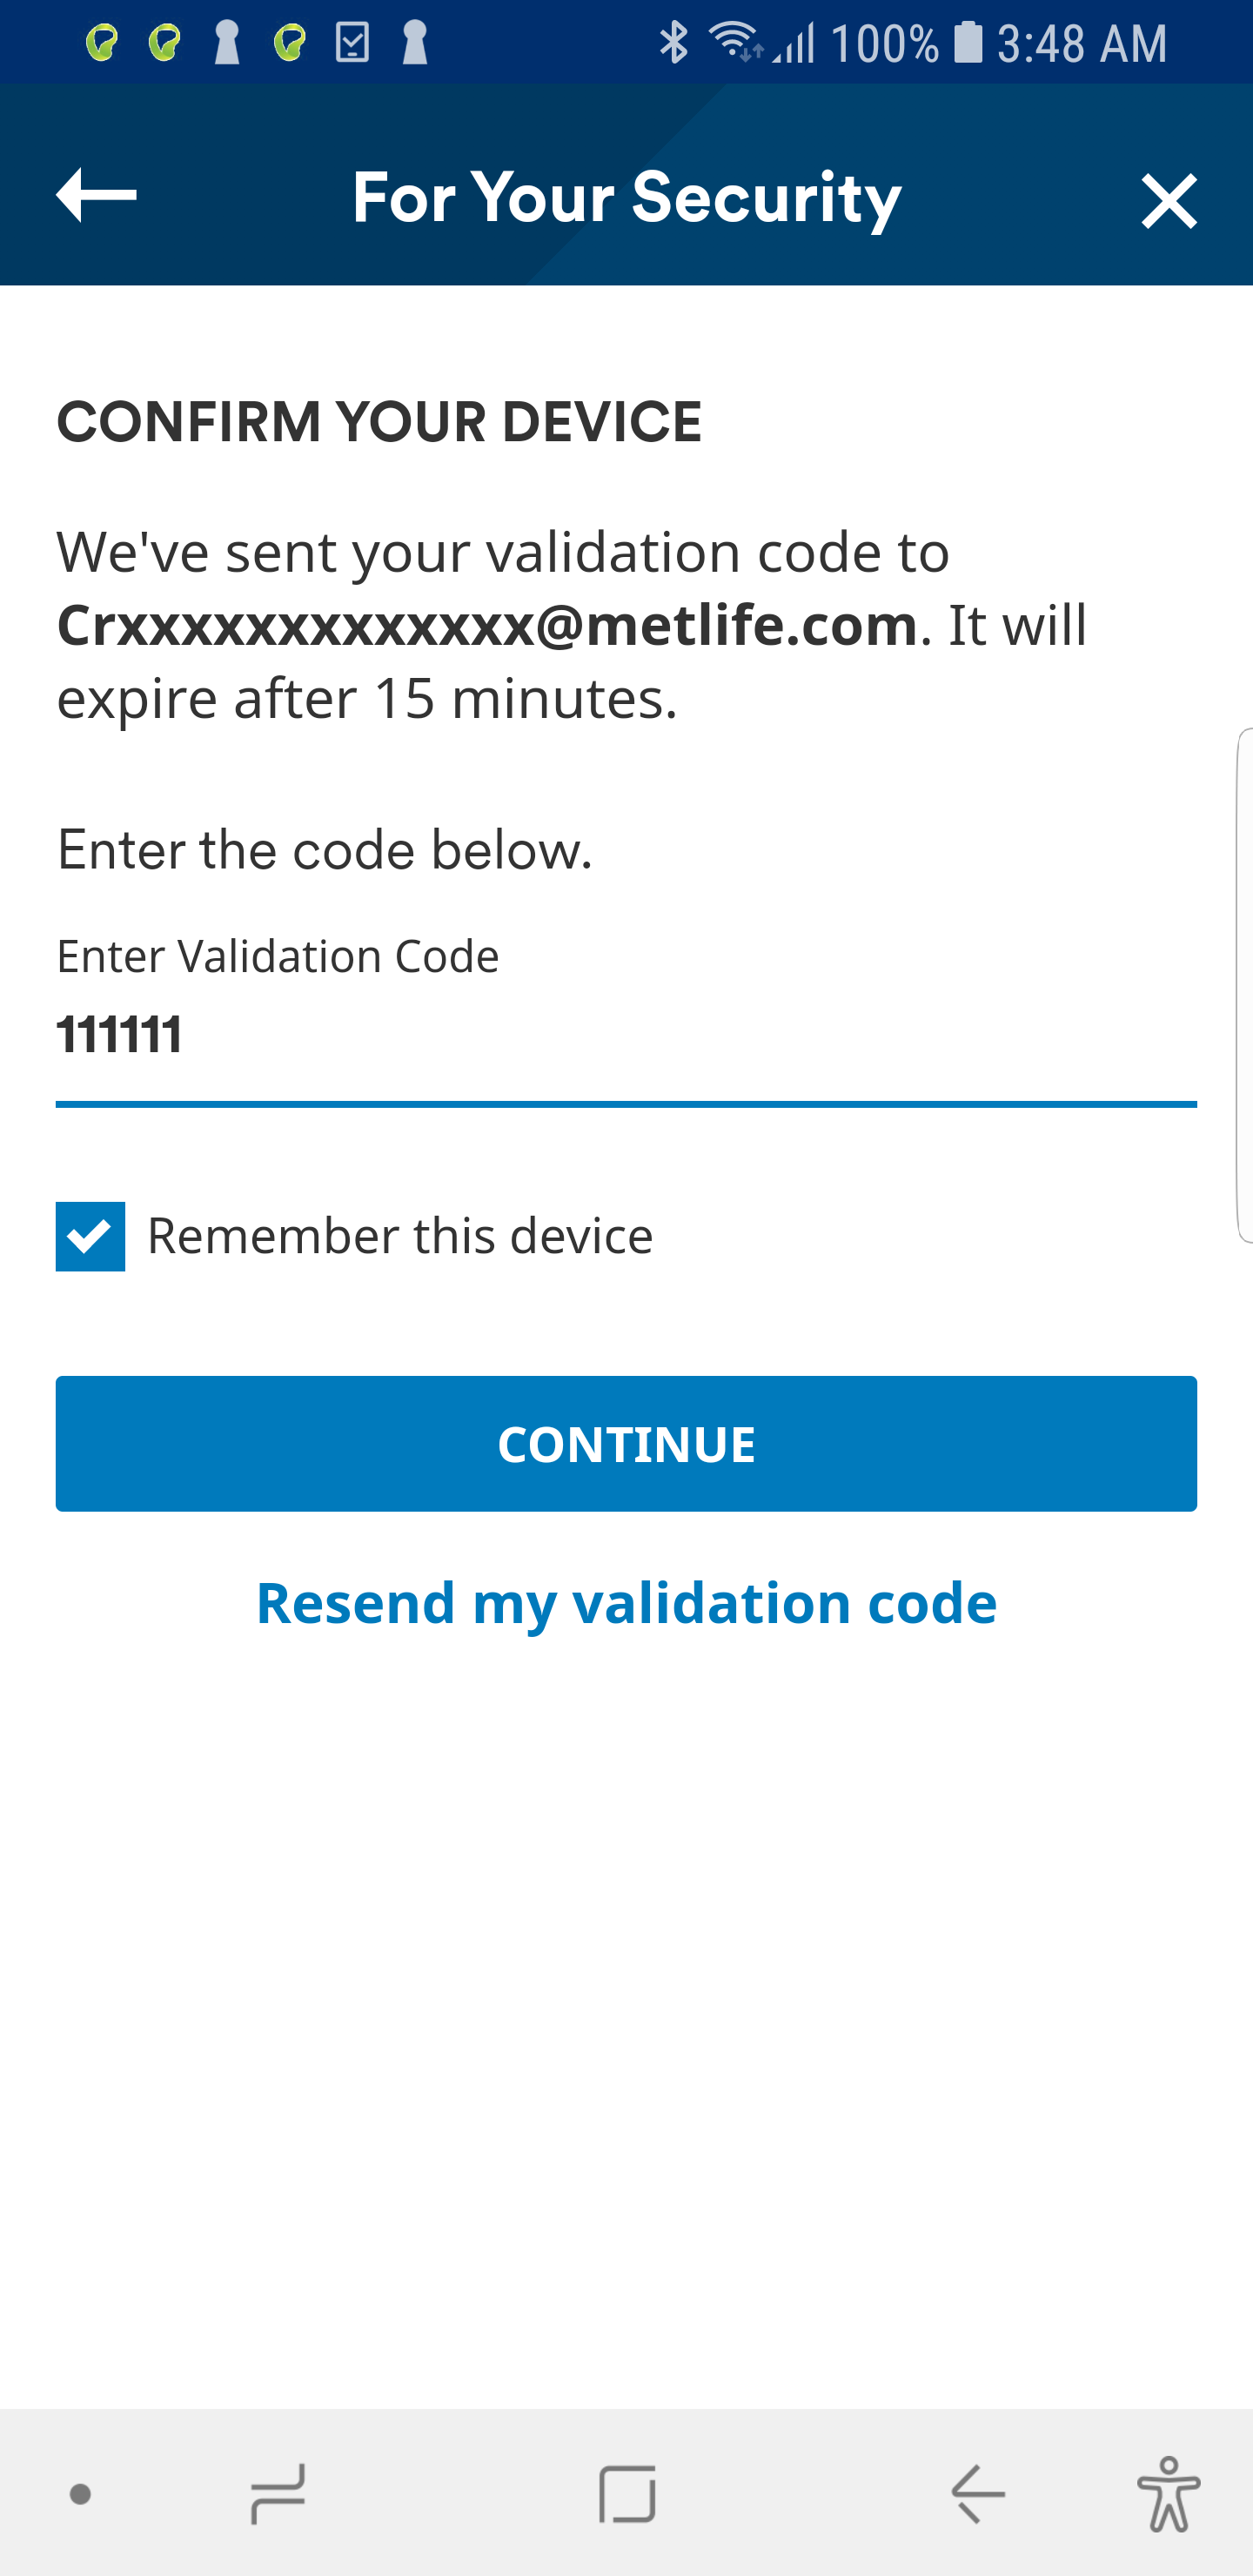 100% 3:48 AM
For Your Security
CONFIRM YOUR DEVICE
We've sent your validation code to
Crxxxxxxxxxxxxx@metlife.com. It will
expire after 15 minutes.
Enter the code below.
Enter Validation Code
111111
Remember this device
CONTINUE
Resend my validation code